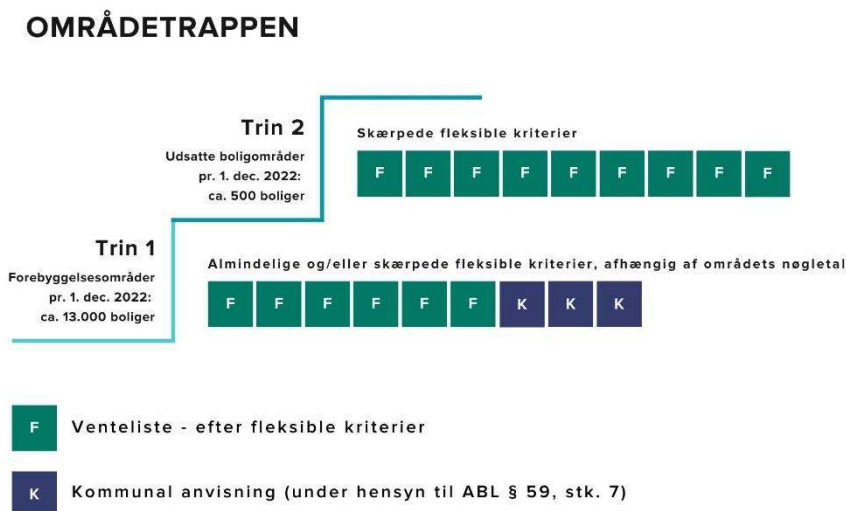 OMRÅDETRAPPEN
Trin 2
Udsatte boligområder
pr. 1. dec. 2022:
ca. 500 boliger
Skærpede fleksible kriterier
F F F F F F F F F
Trin 1
Forebyggelsesområder
pr. 1. dec. 2022:
ca. 13.000 boliger
Almindelige og/eller skærpede fleksible kriterier, afhængig af områdets nøgletal
F F F F F F K K K
F Venteliste - efter fleksible kriterier
K Kommunal anvisning (under hensyn til ABL § 59, stk. 7)